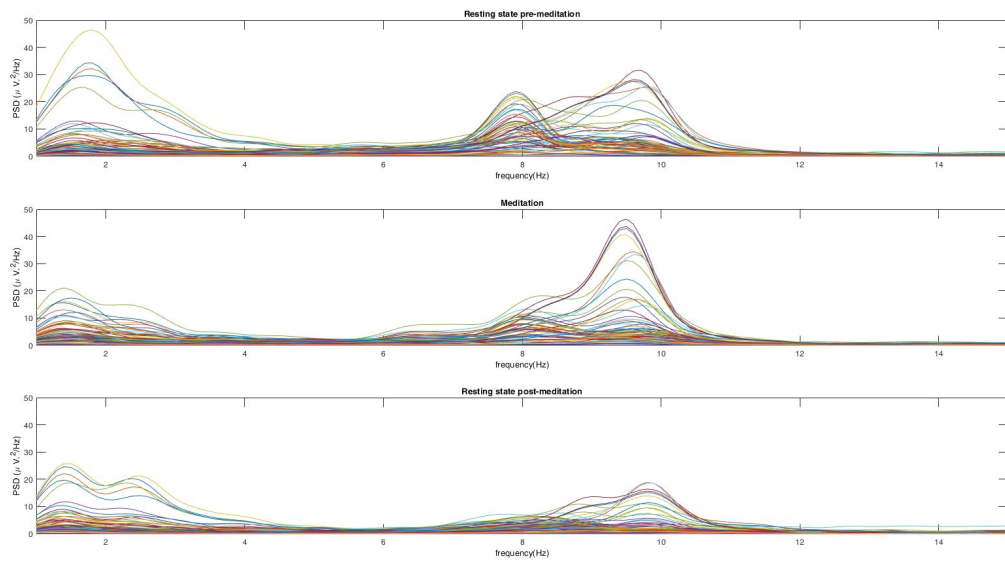 Resting state pre-meditation
50
40
30
20
10
0
PSD (μ V.²/Hz)
2 4 6 8 10 12 14
frequency(Hz)
Meditation
50
40
30
20
10
0
PSD (μ V.²/Hz)
2 4 6 8 10 12 14
frequency(Hz)
Resting state post-meditation
50
40
30
20
10
0
PSD (μ V.²/Hz)
2 4 6 8 10 12 14
frequency(Hz)